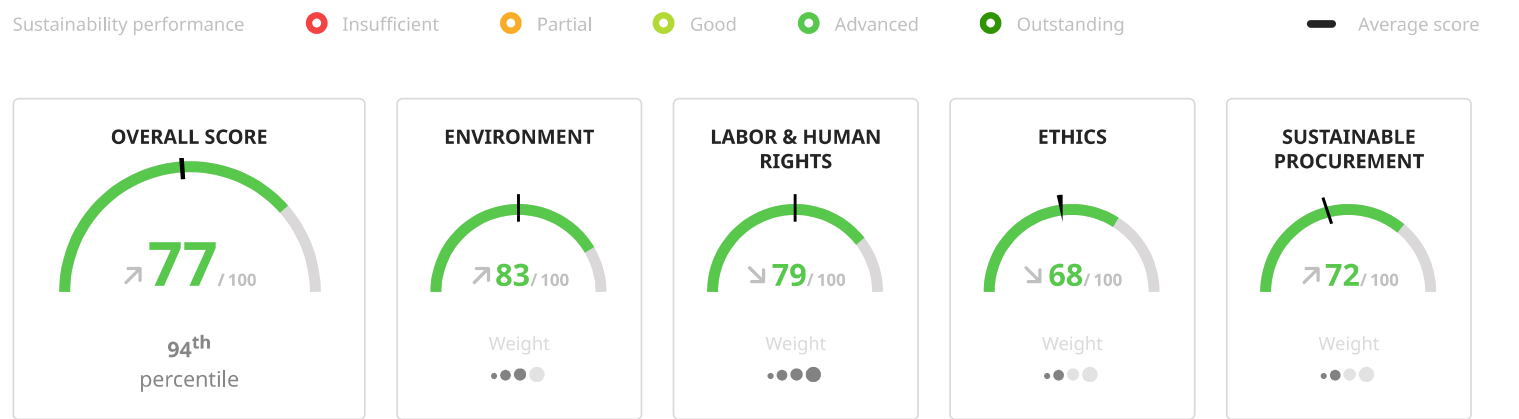 Sustainability performance Insufficient Partial Good Advanced Outstanding Average score
OVERALL SCORE
77 / 100
94th
percentile
ENVIRONMENT
83 / 100
Weight
LABOR & HUMAN
RIGHTS
79 / 100
Weight
ETHICS
68 / 100
Weight
SUSTAINABLE
PROCUREMENT
72 / 100
Weight